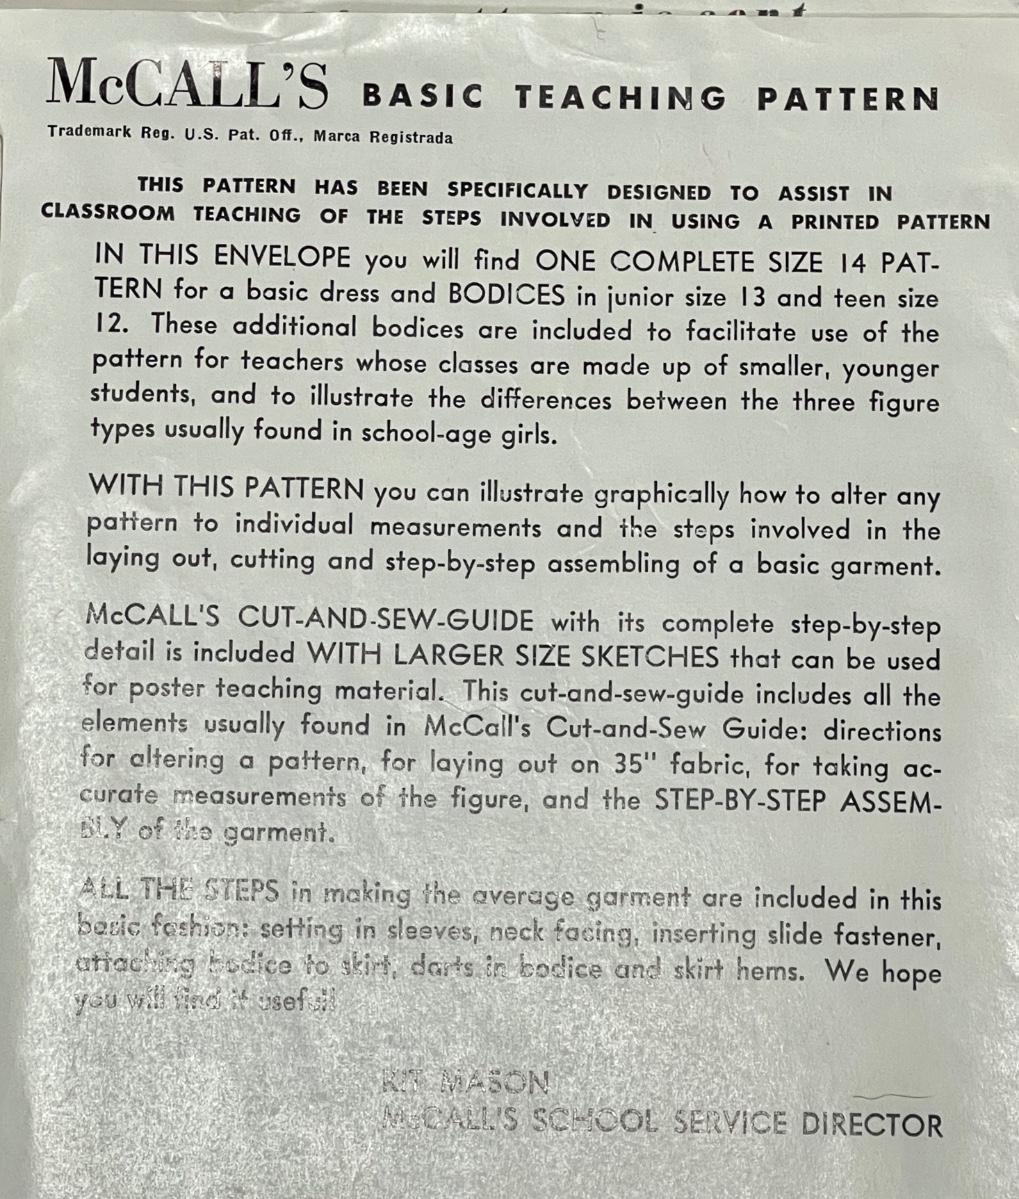 McCALL'S BASIC TEACHING PATTERN
Trademark Reg. U.S. Pat. Off., Marca Registrada
THIS PATTERN HAS BEEN SPECIFICALLY DESIGNED TO ASSIST IN
CLASSROOM TEACHING OF THE STEPS INVOLVED IN USING A PRINTED PATTERN
IN THIS ENVELOPE you will find ONE COMPLETE SIZE 14 PAT-
TERN for a basic dress and BODICES in junior size 13 and teen size
12. These additional bodices are included to facilitate use of the
pattern for teachers whose classes are made up of smaller, younger
students, and to illustrate the differences between the three figure
types usually found in school-age girls.
WITH THIS PATTERN you can illustrate graphically how to alter any
pattern to individual measurements and the steps involved in the
laying out, cutting and step-by-step assembling of a basic garment.
McCALL'S CUT-AND-SEW-GUIDE with its complete step-by-step
detail is included WITH LARGER SIZE SKETCHES that can be used
for poster teaching material. This cut-and-sew-guide includes all the
elements usually found in McCall's Cut-and-Sew Guide: directions
for altering a pattern, for laying out on 35" fabric, for taking ac-
curate measurements of the figure, and the STEP-BY-STEP ASSEM-
BLY of the garment.
ALL THE STEPS in making the average garment are included in this
basic fashion: setting in sleeves, neck facing, inserting slide fastener,
attaching bodice to skirt, darts in bodice and skirt hems. We hope
you will find it useful!
KIT MASON
McCALL'S SCHOOL SERVICE DIRECTOR